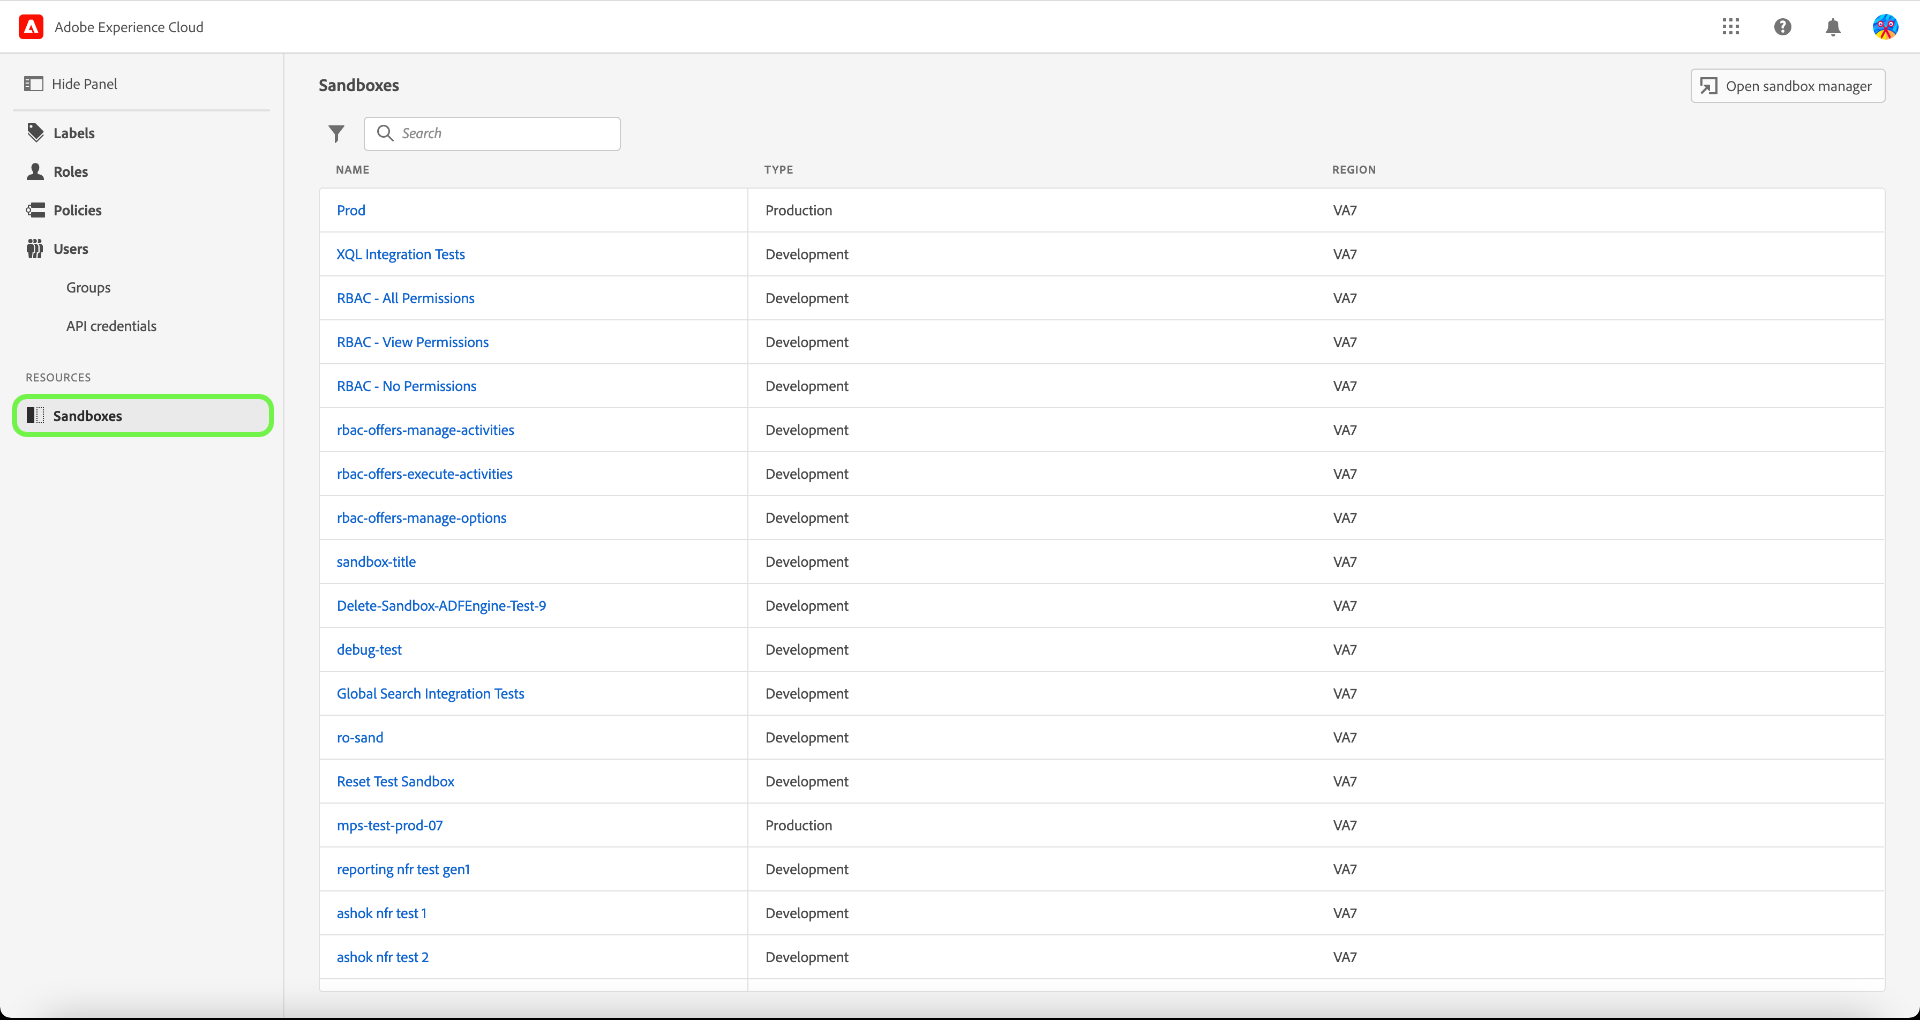 Adobe Experience Cloud
Hide Panel
Labels
Roles
Policies
Users
Groups
API credentials
RESOURCES
Sandboxes
Sandboxes
Open sandbox manager
Search
NAME TYPE REGION
Prod Production VA7
XQL Integration Tests Development VA7
RBAC - All Permissions Development VA7
RBAC - View Permissions Development VA7
RBAC - No Permissions Development VA7
rbac-offers-manage-activities Development VA7
rbac-offers-execute-activities Development VA7
rbac-offers-manage-options Development VA7
sandbox-title Development VA7
Delete-Sandbox-ADFEngine-Test-9 Development VA7
debug-test Development VA7
Global Search Integration Tests Development VA7
ro-sand Development VA7
Reset Test Sandbox Development VA7
mps-test-prod-07 Production VA7
reporting nfr test gen1 Development VA7
ashok nfr test 1 Development VA7
ashok nfr test 2 Development VA7